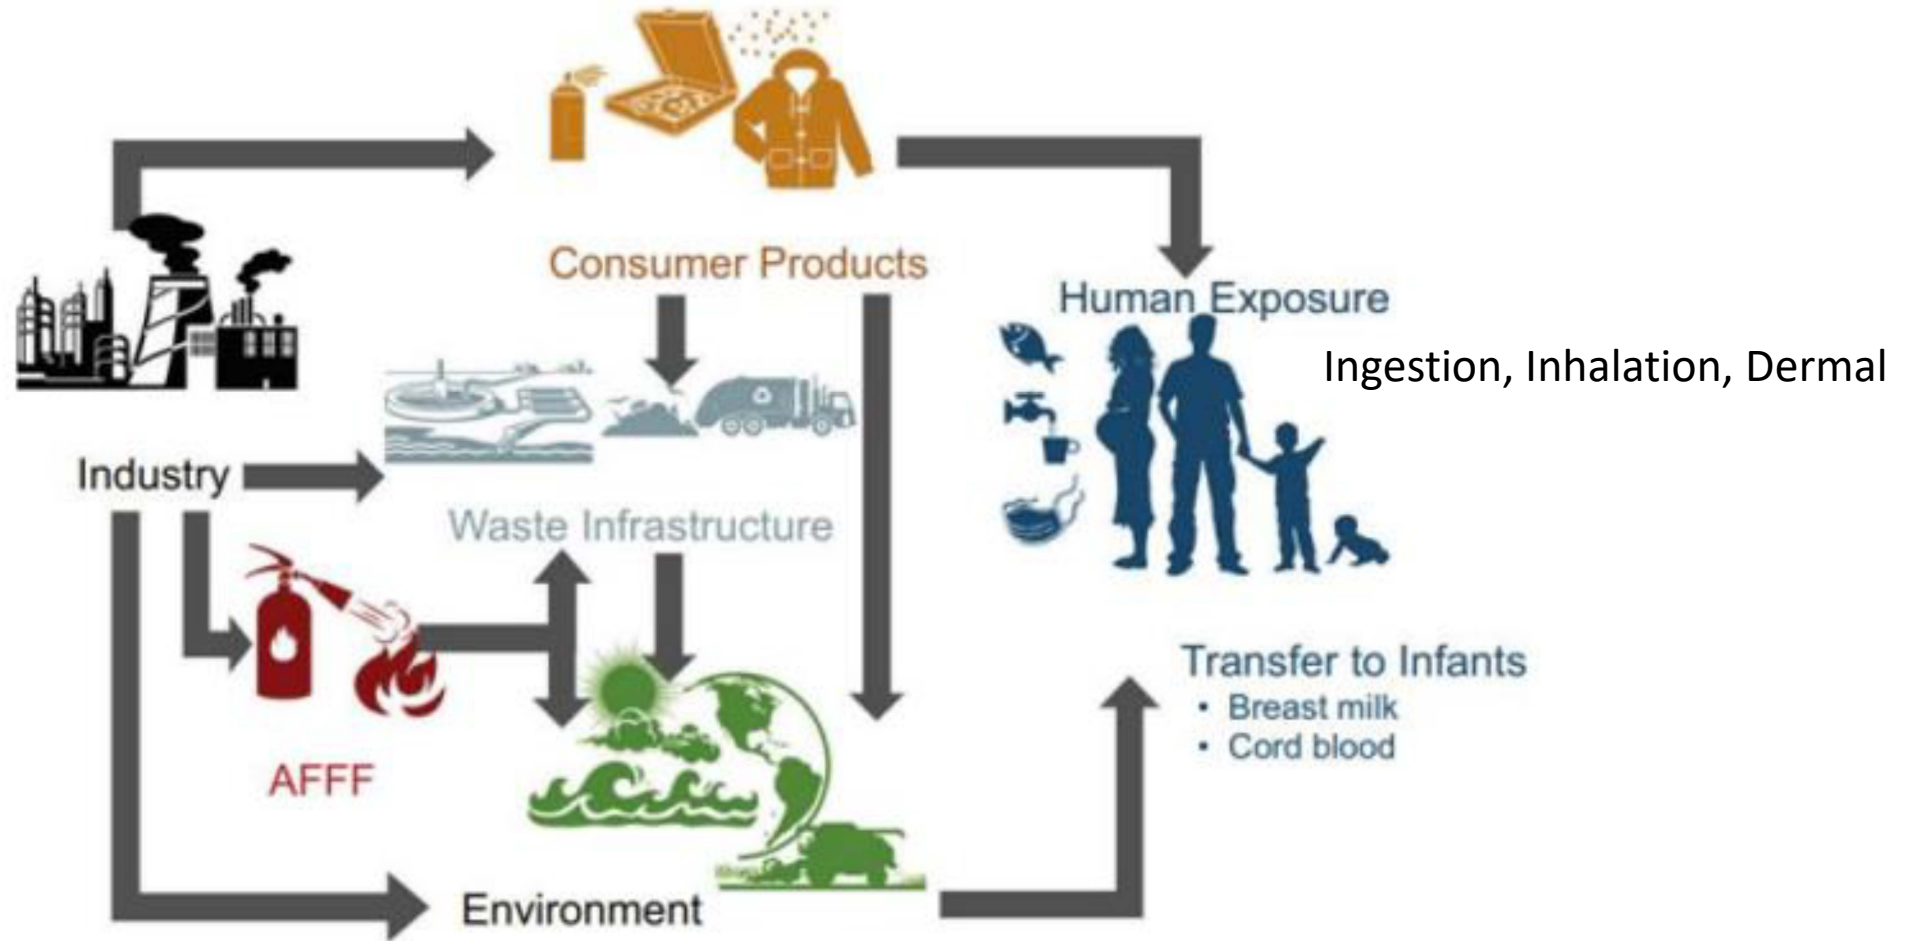 Consumer Products
Human Exposure
Ingestion, Inhalation, Dermal
Industry
Waste Infrastructure
Transfer to Infants
• Breast milk
• Cord blood
AFFF
Environment